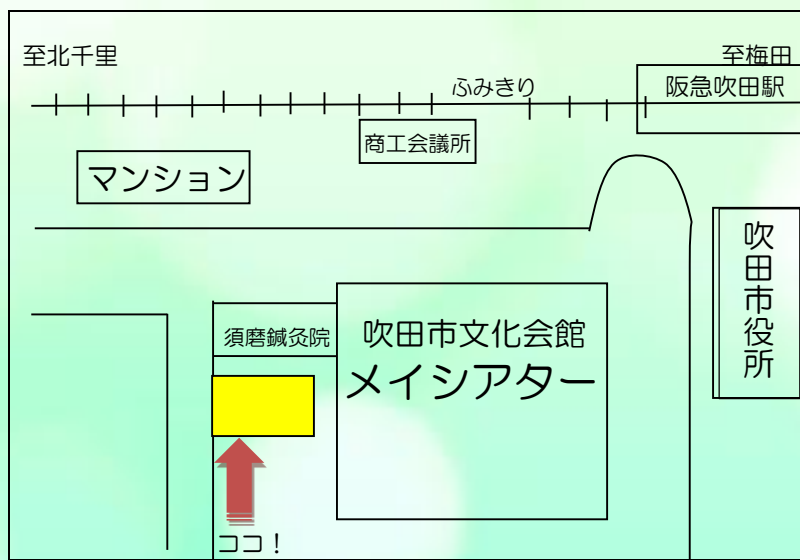 至北千里
至梅田
ふみきり
阪急吹田駅
商工会議所
マンション
吹田市役所
須磨鍼灸院
吹田市文化会館
メイシアター
ココ！